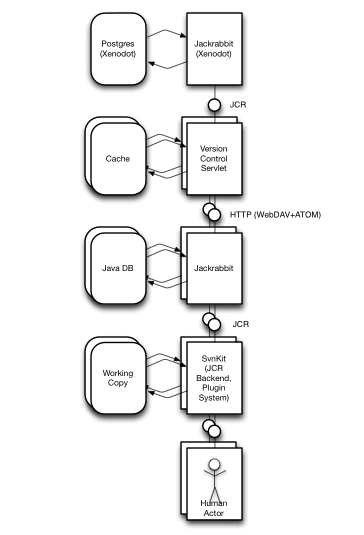 Postgres
(Xenodot)
Jackrabbit
(Xenodot)
JCR
Cache
Version
Control
Servlet
HTTP (WebDAV+ATOM)
Java DB
Jackrabbit
JCR
Working
Copy
SvnKit
(JCR
Backend,
Plugin
System)
Human
Actor